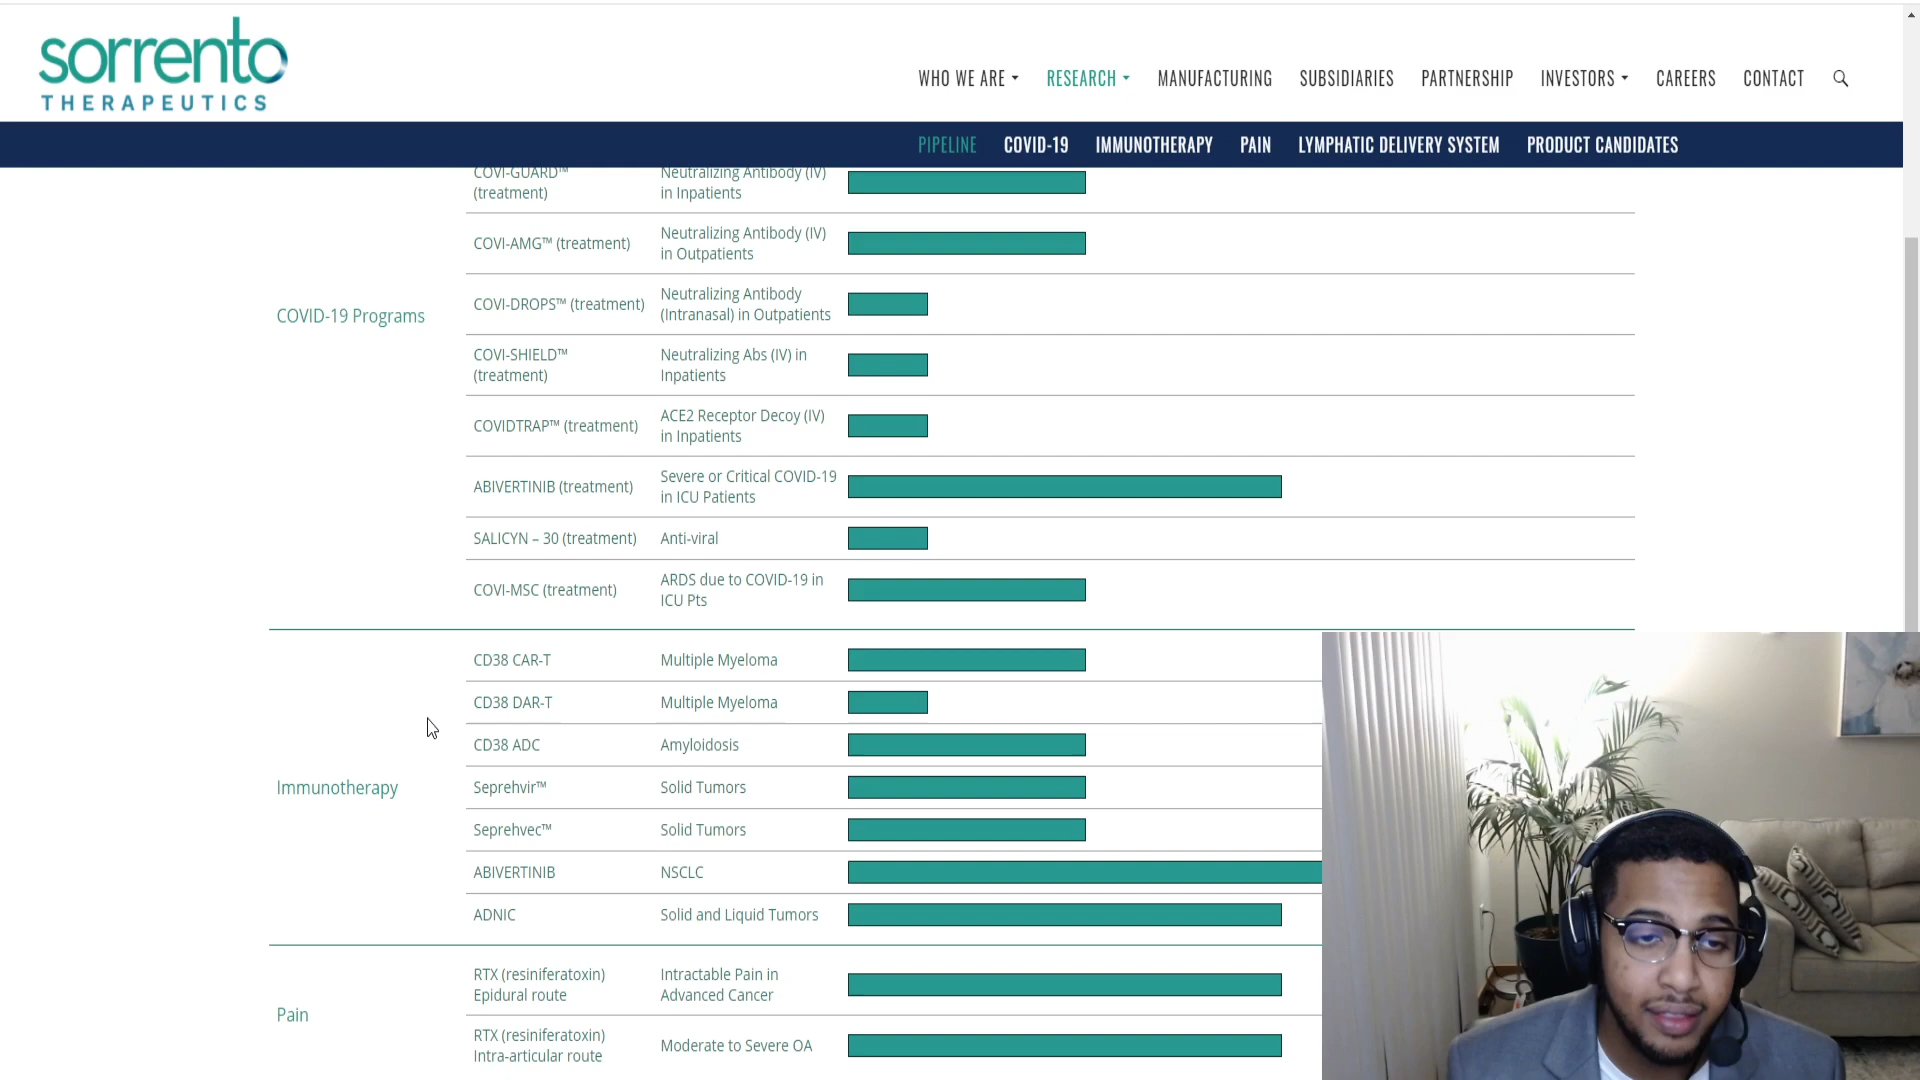 sorrento
THERAPEUTICS
WHO WE ARE
RESEARCH
MANUFACTURING
SUBSIDIARIES
PARTNERSHIP
INVESTORS
CAREERS
CONTACT
PIPELINE
COVID-19
IMMUNOTHERAPY
PAIN
LYMPHATIC DELIVERY SYSTEM
PRODUCT CANDIDATES
COVID-19 Programs
COVI-GUARD™
(treatment)
Neutralizing Antibody (IV)
in Inpatients
COVI-AMG™ (treatment)
Neutralizing Antibody (IV)
in Outpatients
COVI-DROPS™ (treatment)
Neutralizing Antibody
(Intranasal) in Outpatients
COVI-SHIELD™
(treatment)
Neutralizing Abs (IV) in
Inpatients
COVIDTRAP™ (treatment)
ACE2 Receptor Decoy (IV)
in Inpatients
ABIVERTINIB (treatment)
Severe or Critical COVID-19
in ICU Patients
SALICYN – 30 (treatment)
Anti-viral
COVI-MSC (treatment)
ARDS due to COVID-19 in
ICU Pts
Immunotherapy
CD38 CAR-T
Multiple Myeloma
CD38 DAR-T
Multiple Myeloma
CD38 ADC
Amyloidosis
Seprehvir™
Solid Tumors
Seprehvec™
Solid Tumors
ABIVERTINIB
NSCLC
ADNIC
Solid and Liquid Tumors
Pain
RTX (resiniferatoxin)
Epidural route
Intractable Pain in
Advanced Cancer
RTX (resiniferatoxin)
Intra-articular route
Moderate to Severe OA